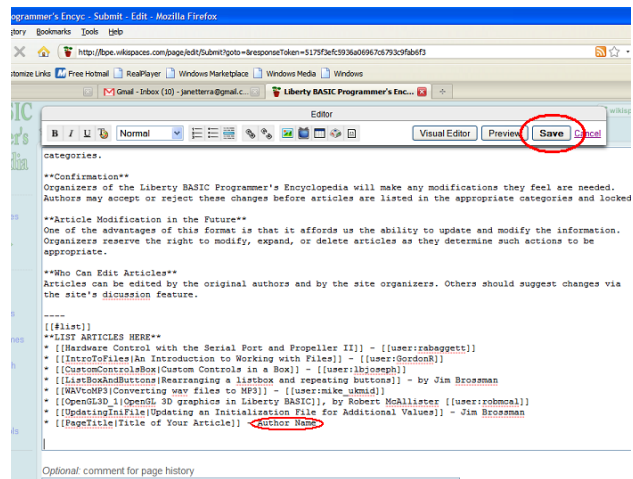 ogrammer's Encyc - Submit - Edit - Mozilla Firefox
tory Bookmarks Tools Help
http://lbpe.wikispaces.com/page/edit/Submit?goto=&responseToken=5175f3efc5936a06967c6793c9fab6f3
stomize Links Free Hotmail RealPlayer Windows Marketplace Windows Media Windows
Gmail - Inbox (10) - janetterra@gmail.c... Liberty BASIC Programmer's Enc...
Editor
B I U Normal Visual Editor Preview Save Cancel
categories.
**Confirmation**
Organizers of the Liberty BASIC Programmer's Encyclopedia will make any modifications they feel are needed.
Authors may accept or reject these changes before articles are listed in the appropriate categories and locked
**Article Modification in the Future**
One of the advantages of this format is that it affords us the ability to update and modify the information.
Organizers reserve the right to modify, expand, or delete articles as they determine such actions to be
appropriate.
**Who Can Edit Articles**
Articles can be edited by the original authors and by the site organizers. Others should suggest changes via
the site's dicussion feature.
----
[[#list]]
**LIST ARTICLES HERE**
* [[Hardware Control with the Serial Port and Propeller II]] - [[user:rabaggett]]
* [[IntroToFiles|An Introduction to Working with Files]] - [[user:GordonR]]
* [[CustomControlsBox|Custom Controls in a Box]] - [[user:lbjoseph]]
* [[ListBoxAndButtons|Rearranging a listbox and repeating buttons]] - by Jim Brossman
* [[WAVtoMP3|Converting wav files to MP3]] - [[user:mike_ukmid]]
* [[OpenGL3D_1|OpenGL 3D graphics in Liberty BASIC]], by Robert McAllister [[user:robmcal]]
* [[UpdatingIniFile|Updating an Initialization File for Additional Values]] - Jim Brossman
* [[PageTitle|Title of Your Article]] - Author Name
Optional: comment for page history